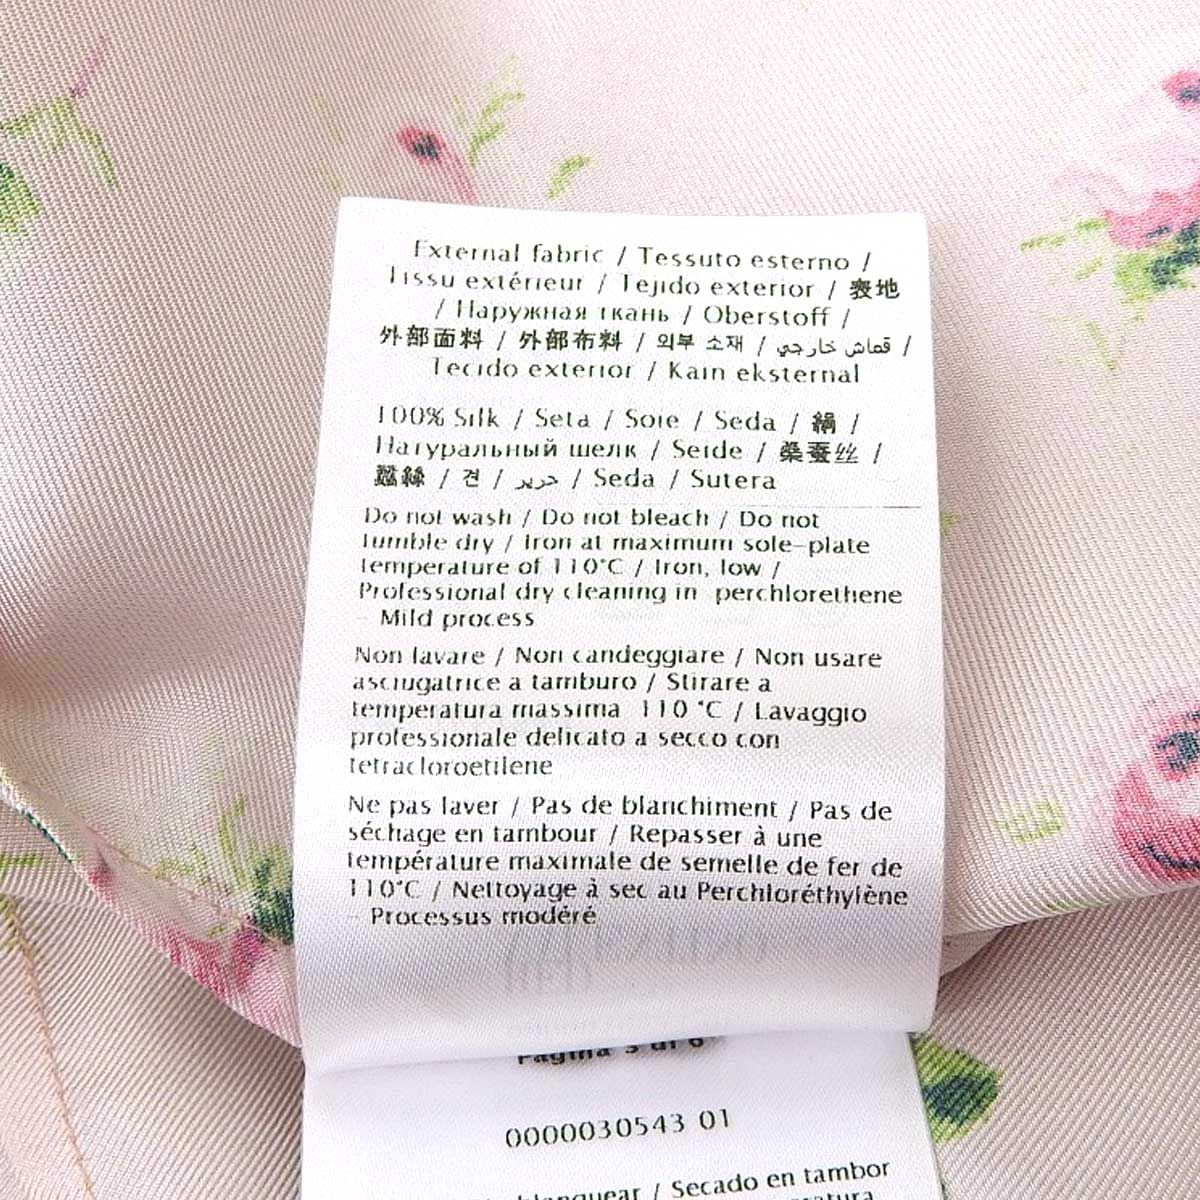 External fabric / Tessuto esterno /
Tissu extérieur / Tejido exterior / 表地
/ Наружная ткань / Oberstoff /
外部面料 / 外部布料 / 외부 소재 / قماش خارجي /
Tecido exterior / Kain eksternal
100% Silk / Seta / Soie / Seda / 絹 /
Натуральный шелк / Seide / 桑蚕丝 /
蠶絲 / 견 / حرير / Seda / Sutera
Do not wash / Do not bleach / Do not
tumble dry / Iron at maximum sole-plate
temperature of 110°C / Iron, low /
Professional dry cleaning in perchlorethene
- Mild process
Non lavare / Non candeggiare / Non usare
asciugatrice a tamburo / Stirare a
temperatura massima 110 °C / Lavaggio
professionale delicato a secco con
tetracloroetilene
Ne pas laver / Pas de blanchiment / Pas de
séchage en tambour / Repasser à une
température maximale de semelle de fer de
110°C / Nettoyage à sec au Perchloréthylène
- Processus modéré
Pagina 5 di 6
0000030543 01
blanquear / Secado en tambor